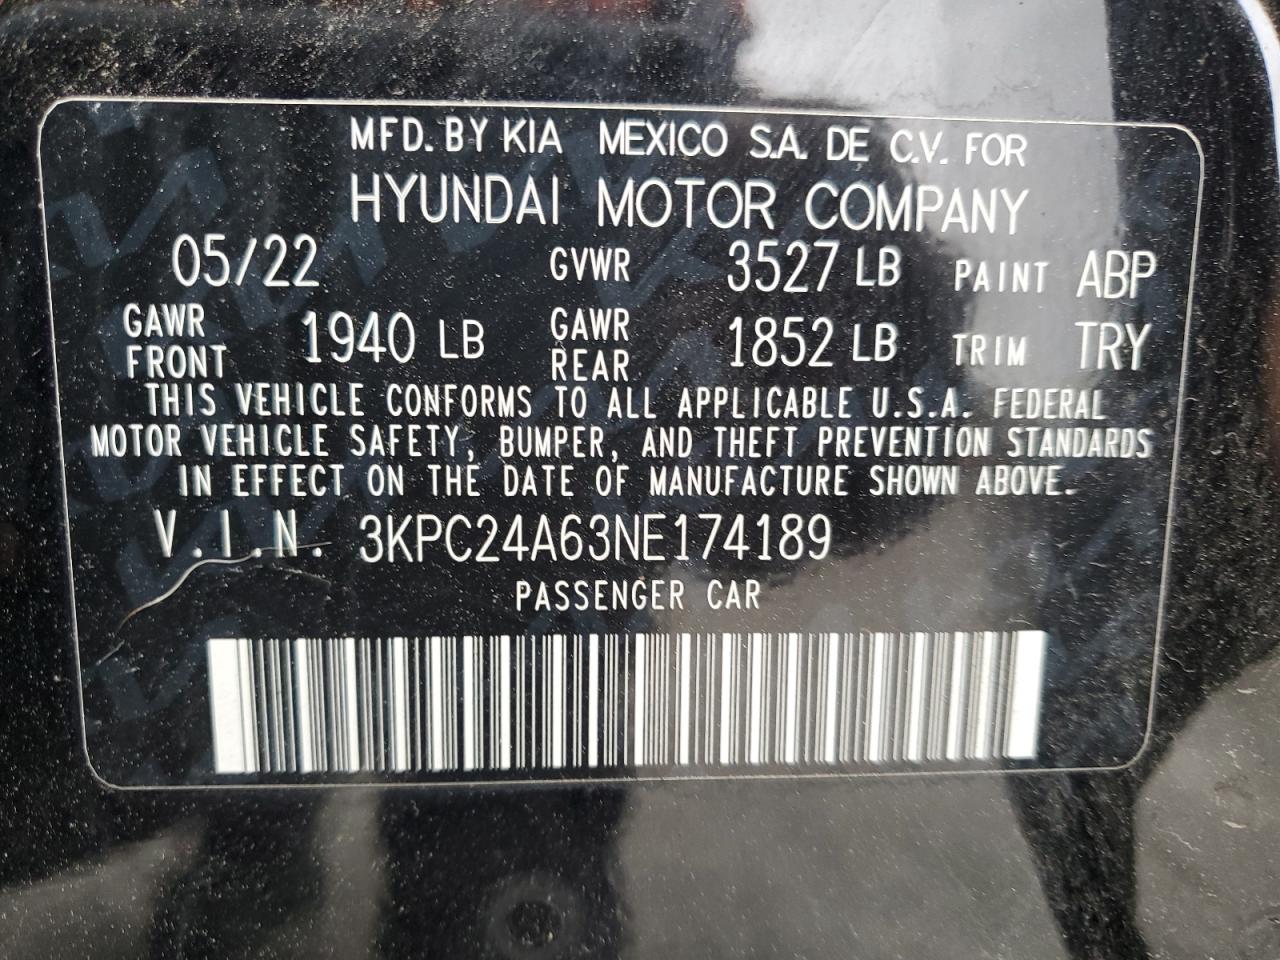 MFD. BY KIA MEXICO S.A. DE C.V. FOR
HYUNDAI MOTOR COMPANY
05/22 GVWR 3527 LB PAINT ABP
GAWR FRONT 1940 LB GAWR REAR 1852 LB TRIM TRY
THIS VEHICLE CONFORMS TO ALL APPLICABLE U.S.A. FEDERAL
MOTOR VEHICLE SAFETY, BUMPER, AND THEFT PREVENTION STANDARDS
IN EFFECT ON THE DATE OF MANUFACTURE SHOWN ABOVE.
V.I.N. 3KPC24A63NE174189
PASSENGER CAR